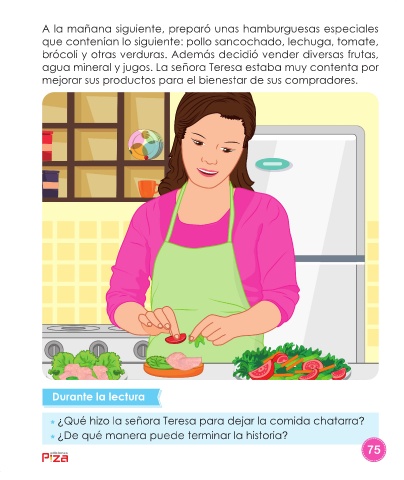 A la mañana siguiente, preparó unas hamburguesas especiales
que contenían lo siguiente: pollo sancochado, lechuga, tomate,
brócoli y otras verduras. Además decidió vender diversas frutas,
agua mineral y jugos. La señora Teresa estaba muy contenta por
mejorar sus productos para el bienestar de sus compradores.
Durante la lectura
¿Qué hizo la señora Teresa para dejar la comida chatarra?
¿De qué manera puede terminar la historia?
75